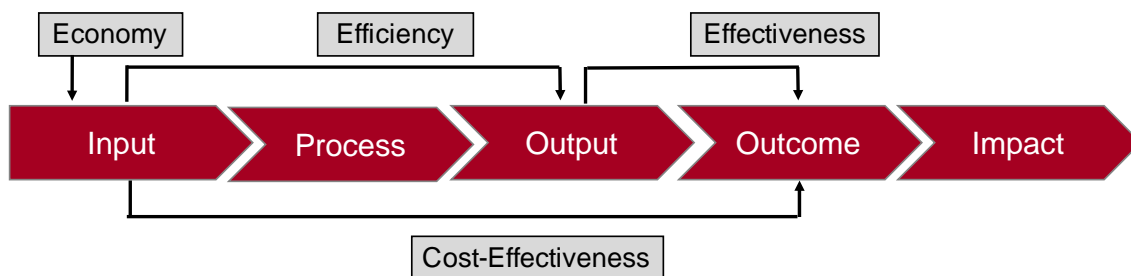 Economy
Efficiency
Effectiveness
Input
Process
Output
Outcome
Impact
Cost-Effectiveness